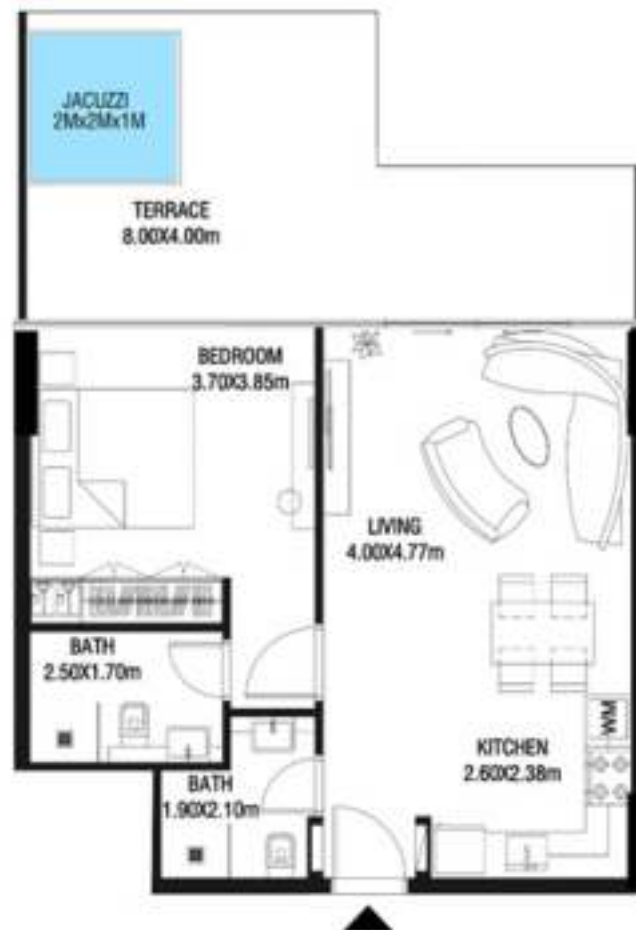 JACUZZI
2Mx2Mx1M
TERRACE
8.00X4.00m
BEDROOM
3.70X3.85m
LIVING
4.00X4.77m
BATH
2.50X1.70m
WM
KITCHEN
2.60X2.38m
BATH
1.90X2.10m